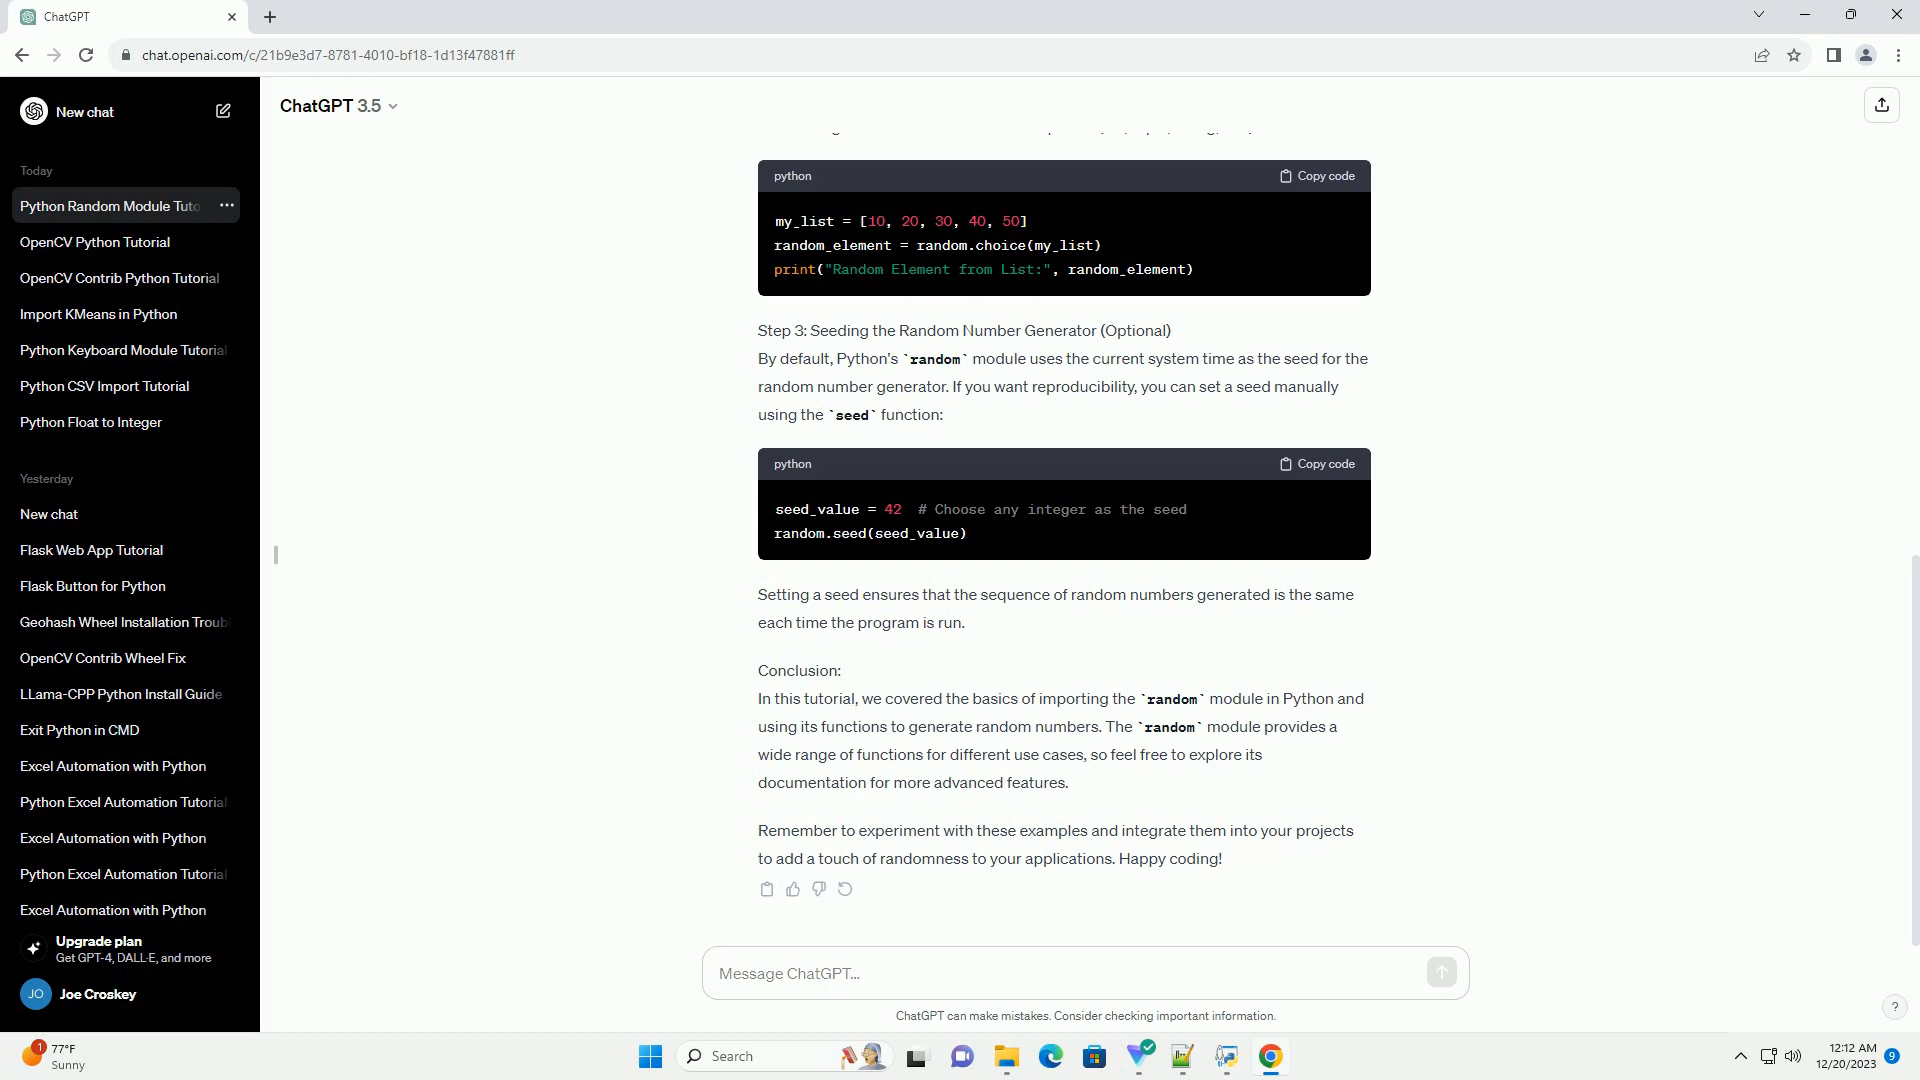 ChatGPT
chat.openai.com/c/21b9e3d7-8781-4010-bf18-1d13f47881ff
New chat
ChatGPT 3.5
Today
Python Random Module Tuto
OpenCV Python Tutorial
OpenCV Contrib Python Tutorial
Import KMeans in Python
Python Keyboard Module Tutorial
Python CSV Import Tutorial
Python Float to Integer
Yesterday
New chat
Flask Web App Tutorial
Flask Button for Python
Geohash Wheel Installation Troub
OpenCV Contrib Wheel Fix
LLama-CPP Python Install Guide
Exit Python in CMD
Excel Automation with Python
Python Excel Automation Tutorial
Excel Automation with Python
Python Excel Automation Tutorial
Excel Automation with Python
Upgrade plan
Get GPT-4, DALL·E, and more
JO
Joe Croskey
python
Copy code
my_list = [10, 20, 30, 40, 50]
random_element = random.choice(my_list)
print("Random Element from List:", random_element)
Step 3: Seeding the Random Number Generator (Optional)
By default, Python's `random` module uses the current system time as the seed for the
random number generator. If you want reproducibility, you can set a seed manually
using the `seed` function:
python
Copy code
seed_value = 42  # Choose any integer as the seed
random.seed(seed_value)
Setting a seed ensures that the sequence of random numbers generated is the same
each time the program is run.
Conclusion:
In this tutorial, we covered the basics of importing the `random` module in Python and
using its functions to generate random numbers. The `random` module provides a
wide range of functions for different use cases, so feel free to explore its
documentation for more advanced features.
Remember to experiment with these examples and integrate them into your projects
to add a touch of randomness to your applications. Happy coding!
Message ChatGPT...
ChatGPT can make mistakes. Consider checking important information.
?
1
77°F
Sunny
Search
12:12 AM
12/20/2023
9